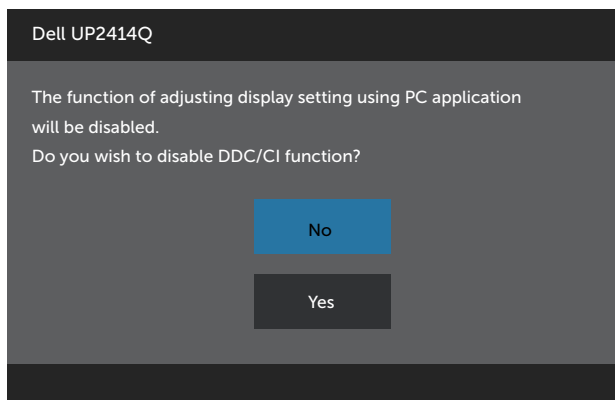 Dell UP2414Q
The function of adjusting display setting using PC application
will be disabled.
Do you wish to disable DDC/CI function?
No
Yes